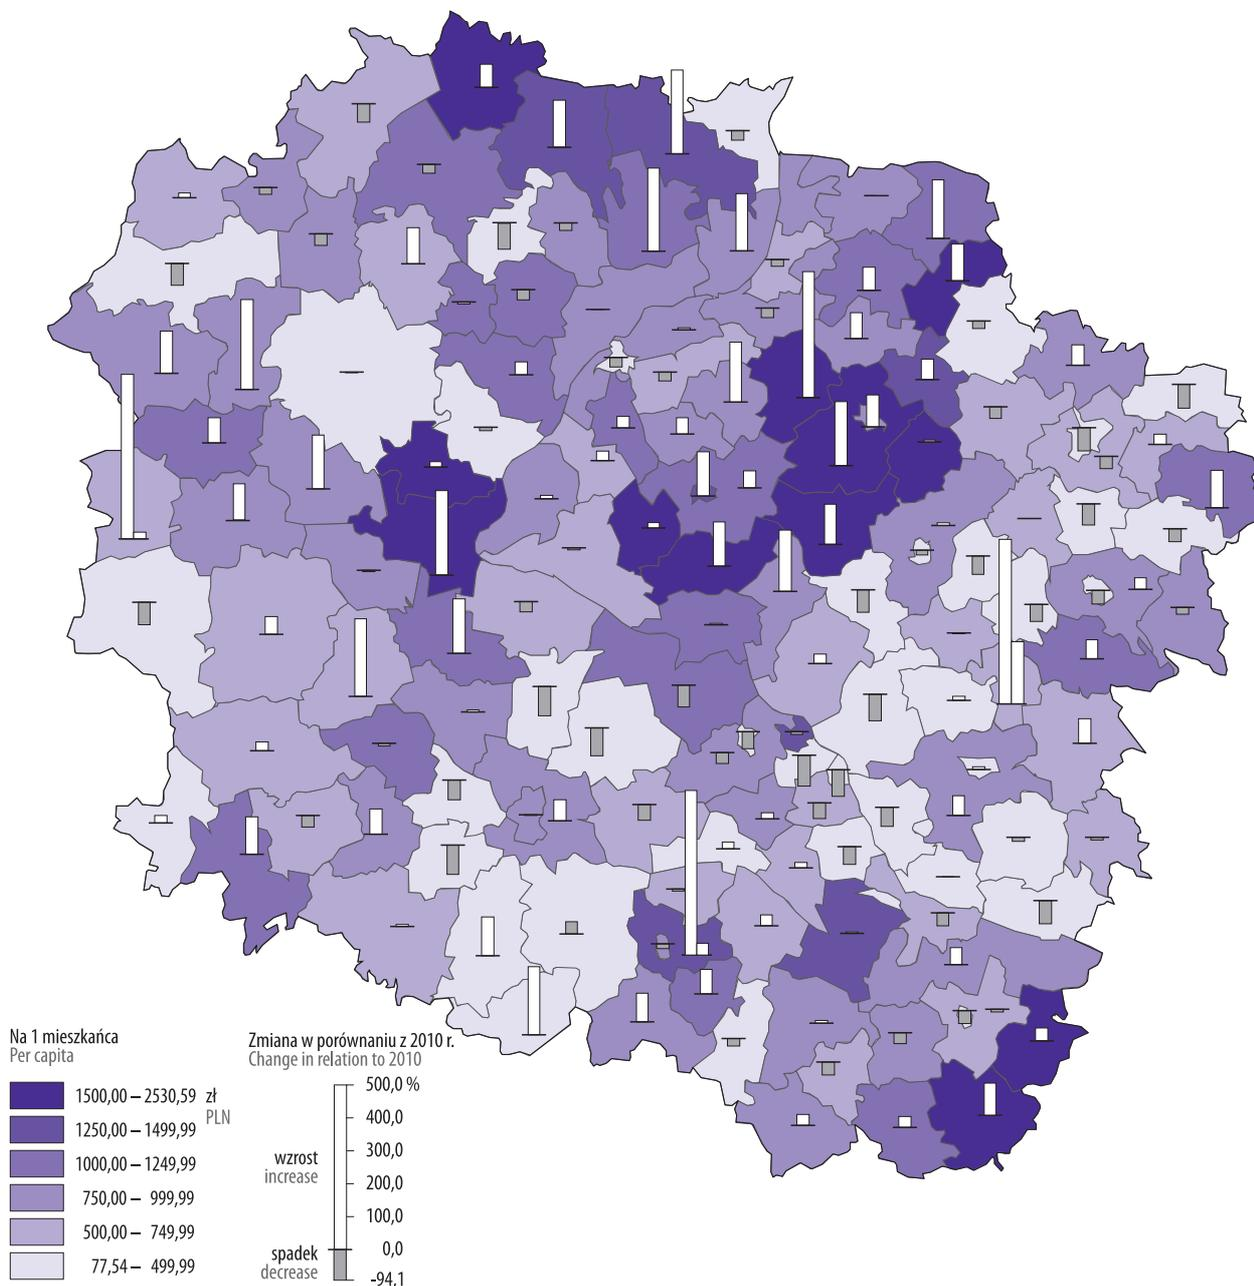 Na 1 mieszkańca
Per capita
1500,00 – 2530,59 zł
PLN
1250,00 – 1499,99
1000,00 – 1249,99
750,00 – 999,99
500,00 – 749,99
77,54 – 499,99
Zmiana w porównaniu z 2010 r.
Change in relation to 2010
500,0 %
400,0
300,0
wzrost
increase
200,0
100,0
0,0
spadek
decrease
-94,1